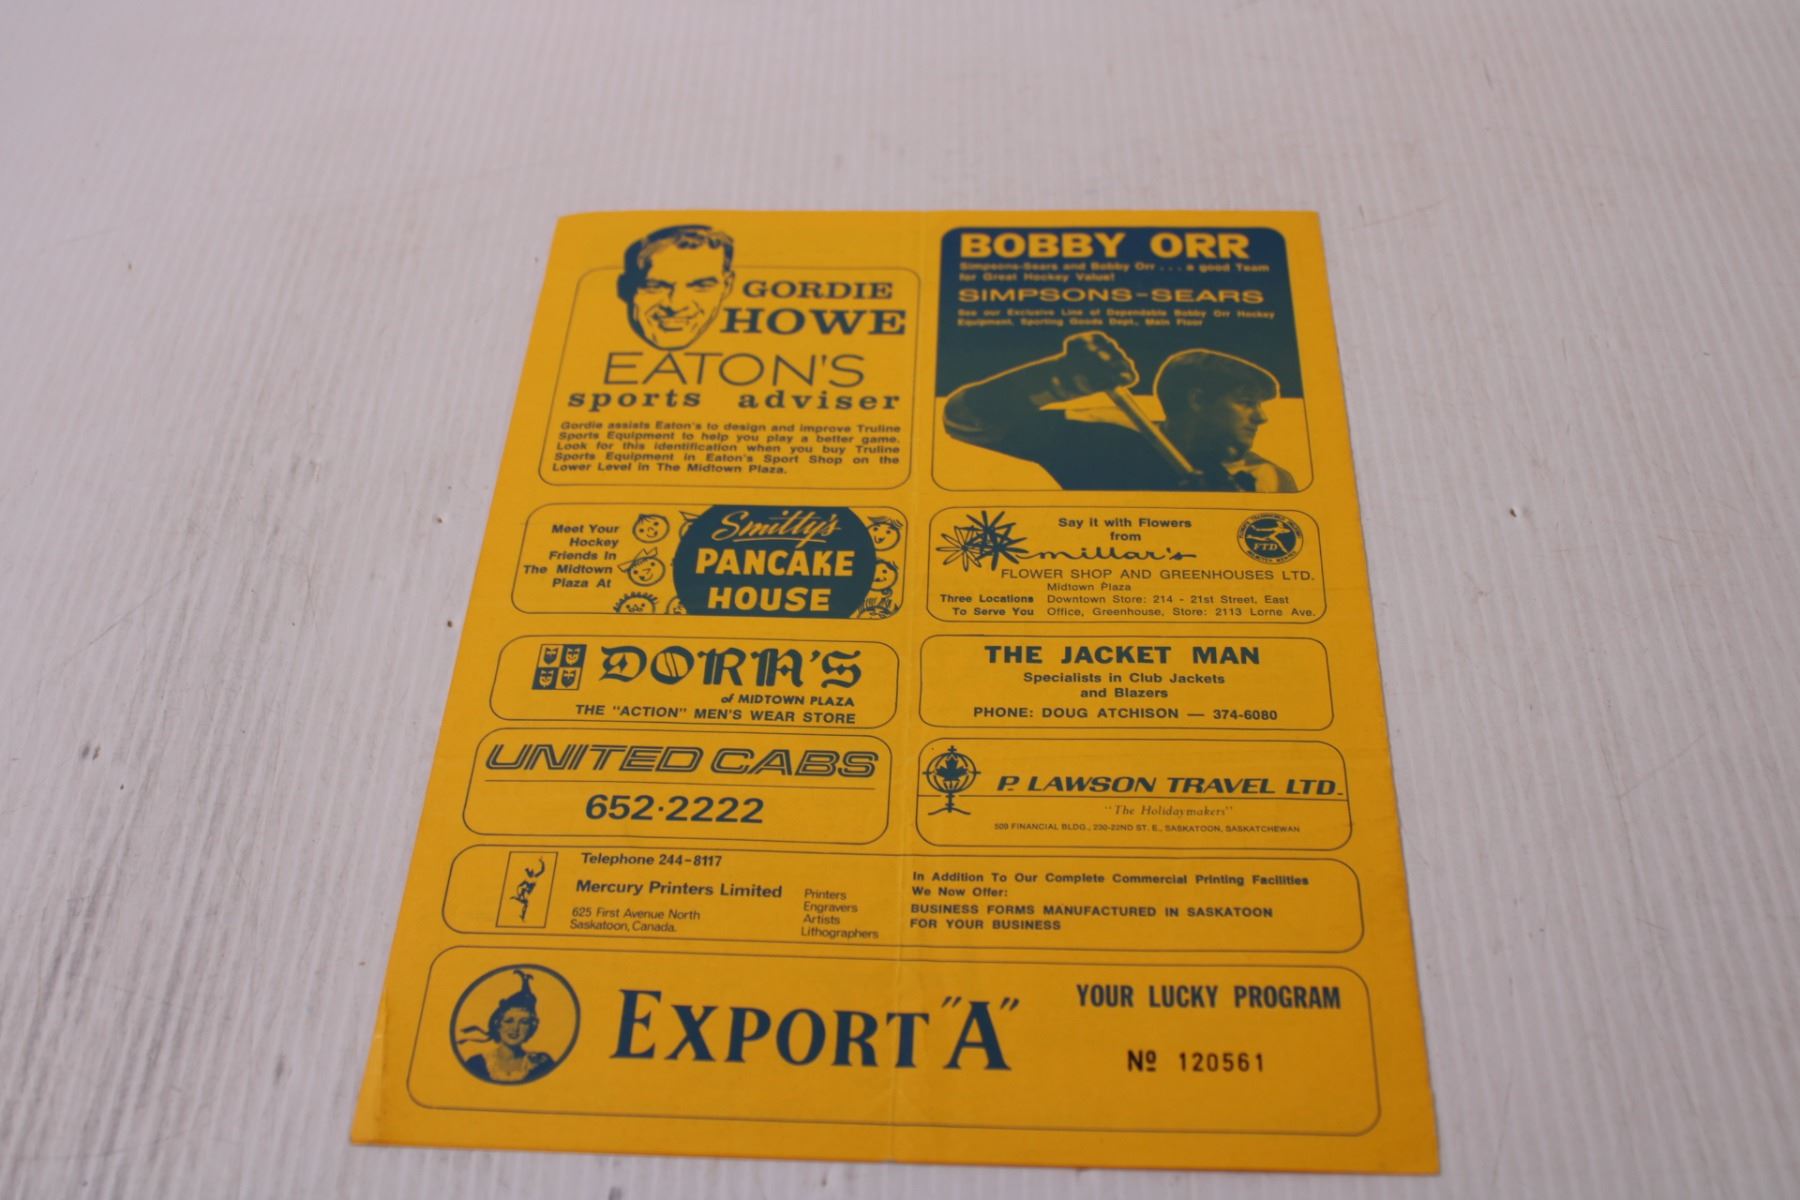 GORDIE
HOWE
EATON'S
sports adviser
Gordie assists Eaton's to design and improve Truline
Sports Equipment to help you play a better game.
Look for this identification when you buy Truline
Sports Equipment in Eaton's Sport Shop on the
Lower Level in The Midtown Plaza.
BOBBY ORR
Simpsons-Sears and Bobby Orr . . . a good Team
for Great Hockey Value!
SIMPSONS-SEARS
See our Exclusive Line of Dependable Bobby Orr Hockey
Equipment, Sporting Goods Dept., Main Floor
Meet Your
Hockey
Friends In
The Midtown
Plaza At
Smitty's
PANCAKE
HOUSE
Say it with Flowers
from
millar's
FTD
FLOWER SHOP AND GREENHOUSES LTD.
Midtown Plaza
Three Locations Downtown Store: 214 - 21st Street, East
To Serve You Office, Greenhouse, Store: 2113 Lorne Ave.
DORA'S
of MIDTOWN PLAZA
THE "ACTION" MEN'S WEAR STORE
THE JACKET MAN
Specialists in Club Jackets
and Blazers
PHONE: DOUG ATCHISON — 374-6080
UNITED CABS
652·2222
P. LAWSON TRAVEL LTD.
"The Holidaymakers"
509 FINANCIAL BLDG., 230-22ND ST. E., SASKATOON, SASKATCHEWAN
Telephone 244-8117
Mercury Printers Limited
625 First Avenue North
Saskatoon, Canada.
Printers
Engravers
Artists
Lithographers
In Addition To Our Complete Commercial Printing Facilities
We Now Offer:
BUSINESS FORMS MANUFACTURED IN SASKATOON
FOR YOUR BUSINESS
EXPORT "A"
YOUR LUCKY PROGRAM
Nº 120561